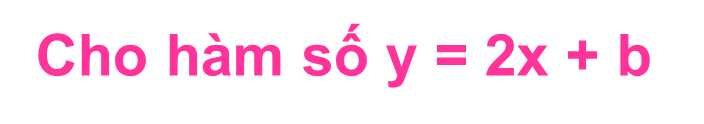 Cho hàm số y = 2x + b